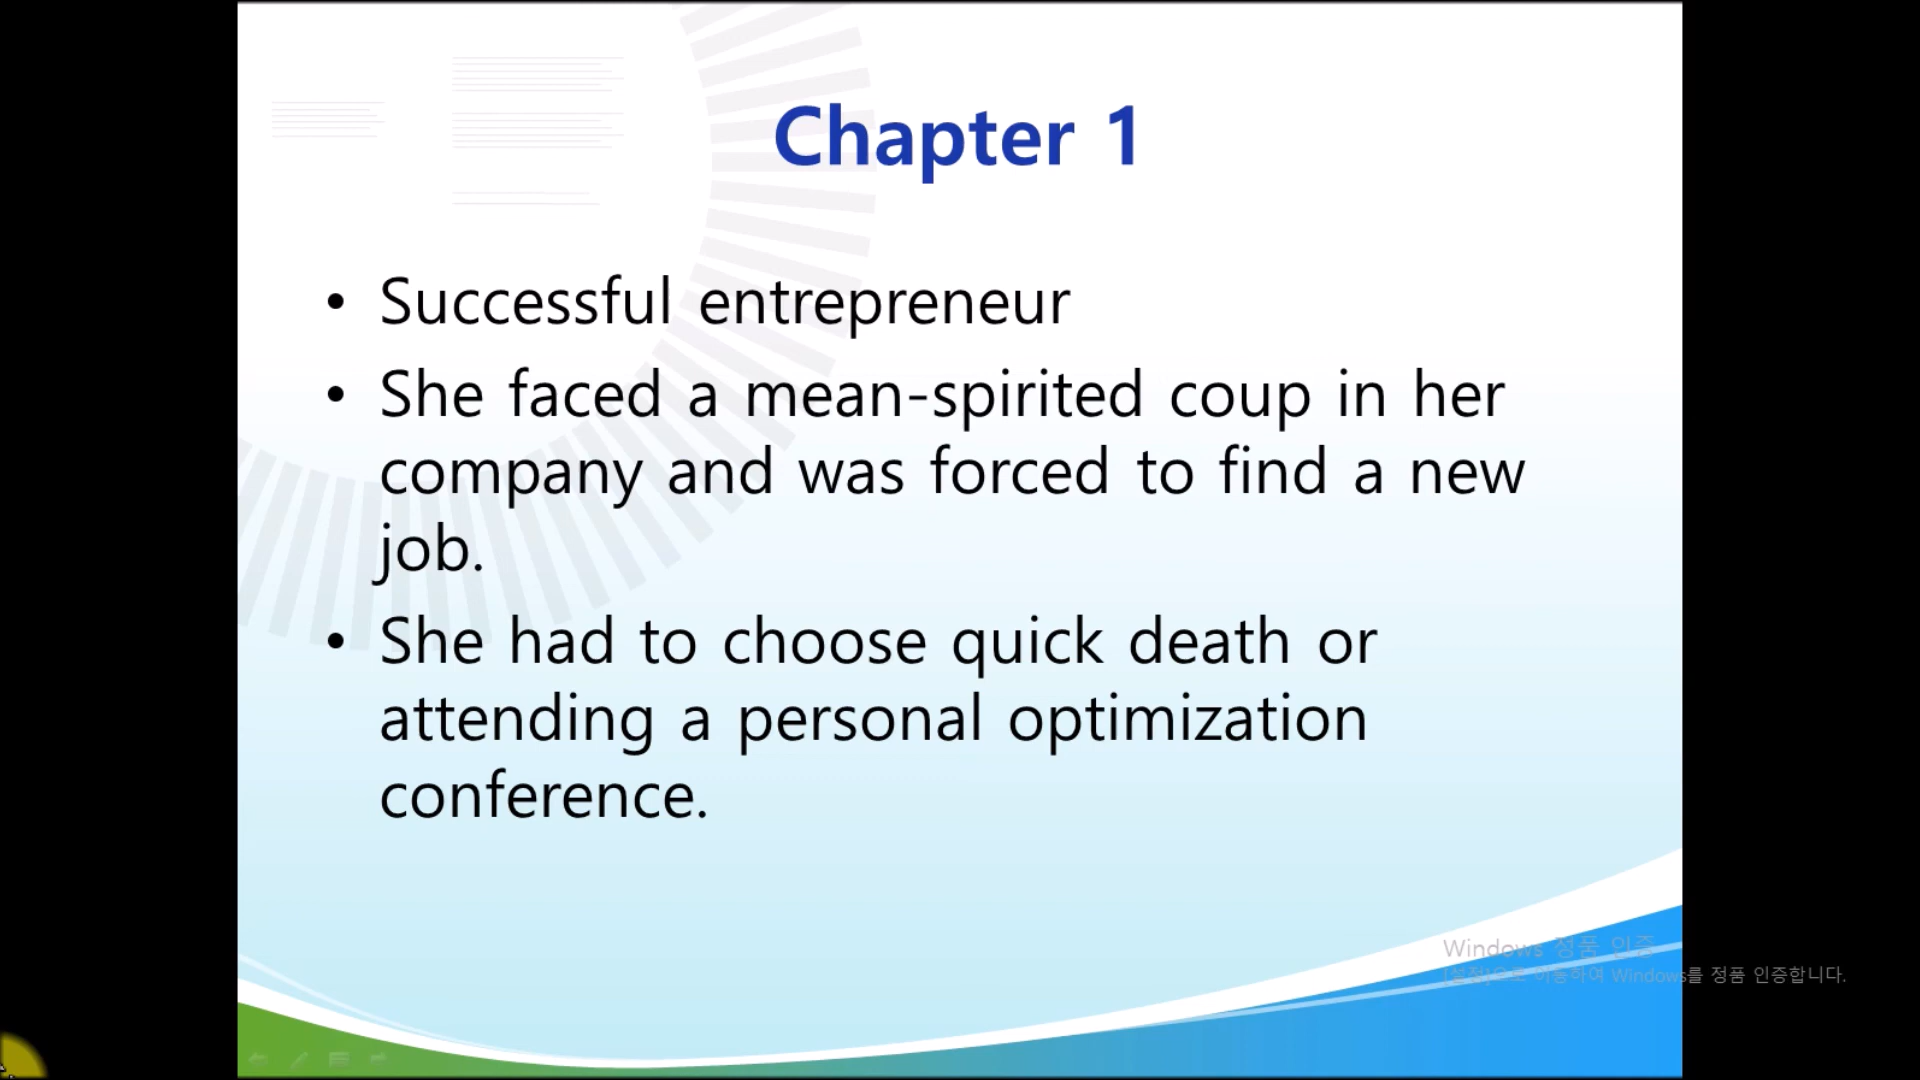 Chapter 1
• Successful entrepreneur
• She faced a mean-spirited coup in her
company and was forced to find a new
job.
• She had to choose quick death or
attending a personal optimization
conference.
Windows 정품 인증
[설정]으로 이동하여 Windows를 정품 인증합니다.